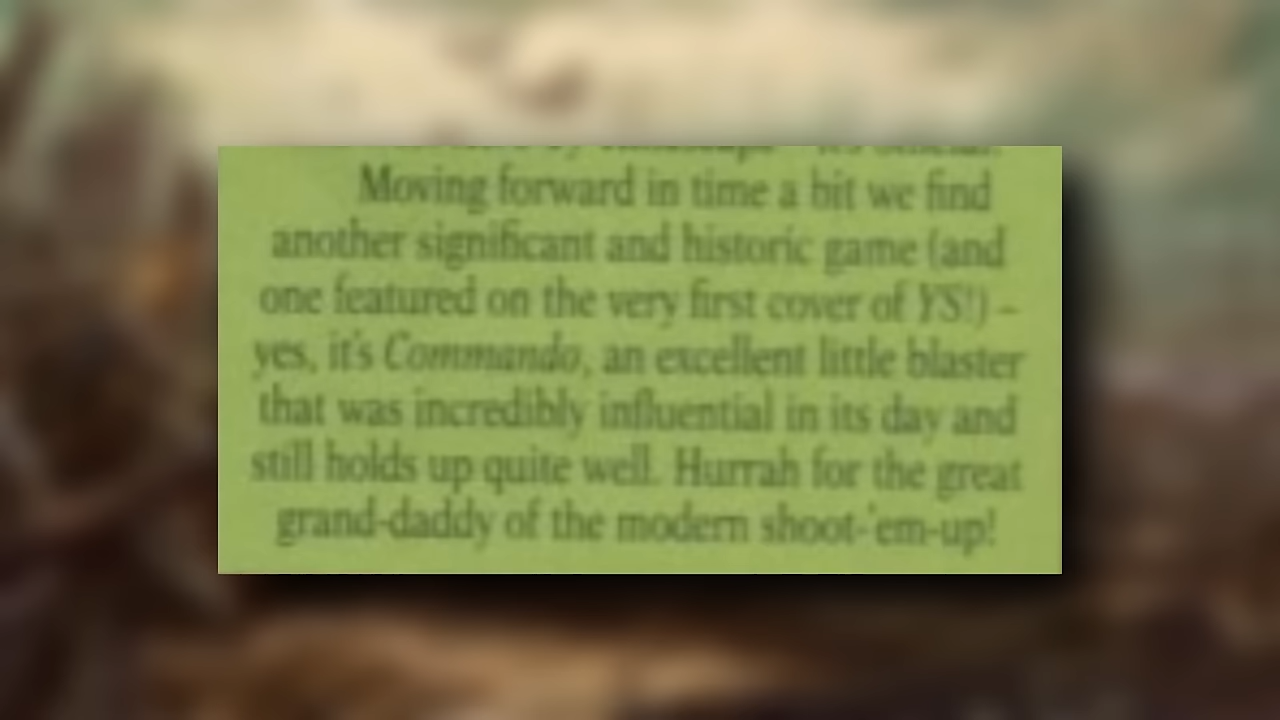 Moving forward in time a bit we find
another significant and historic game (and
one featured on the very first cover of YS!) –
yes, it's Commando, an excellent little blaster
that was incredibly influential in its day and
still holds up quite well. Hurrah for the great
grand-daddy of the modern shoot-'em-up!